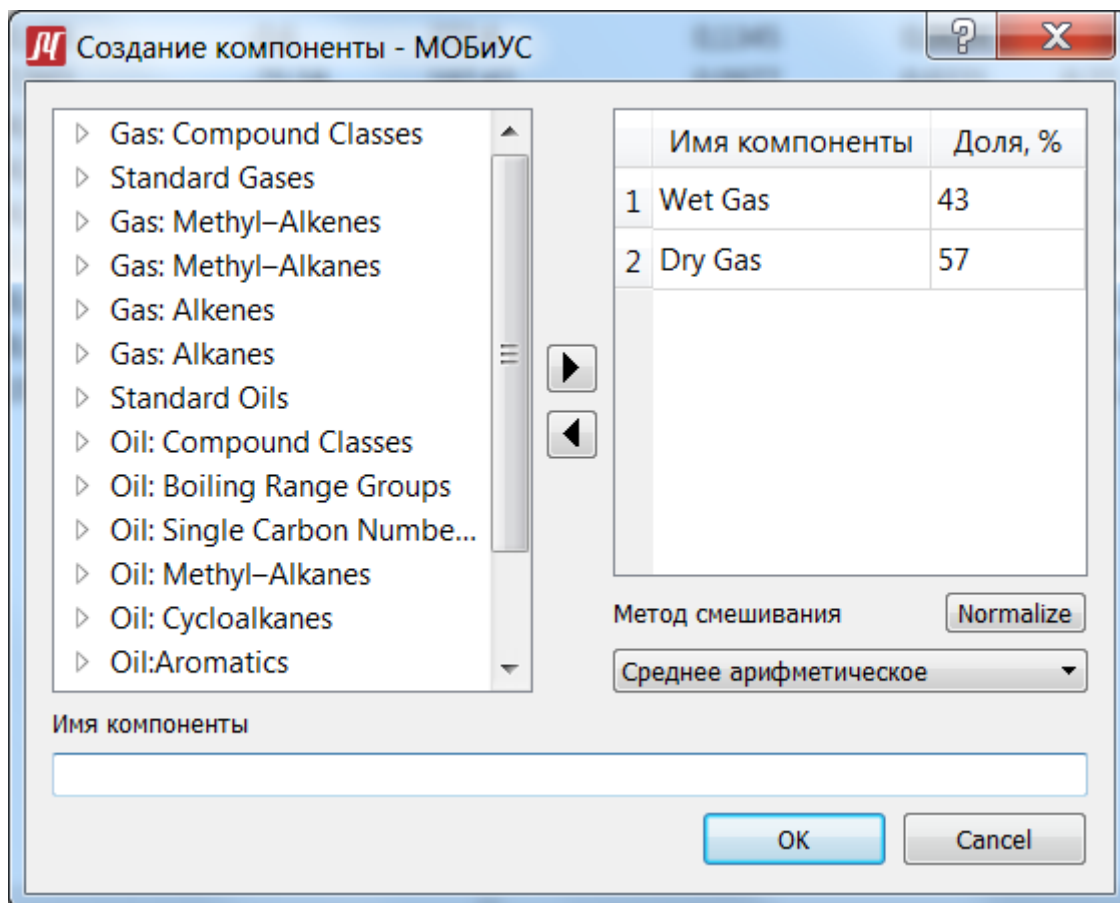 Создание компоненты - МОБиУС
Gas: Compound Classes
Standard Gases
Gas: Methyl–Alkenes
Gas: Methyl–Alkanes
Gas: Alkenes
Gas: Alkanes
Standard Oils
Oil: Compound Classes
Oil: Boiling Range Groups
Oil: Single Carbon Numbe...
Oil: Methyl–Alkanes
Oil: Cycloalkanes
Oil:Aromatics
Имя компоненты Доля, %
1 Wet Gas 43
2 Dry Gas 57
Метод смешивания Normalize
Среднее арифметическое
Имя компоненты
OK Cancel